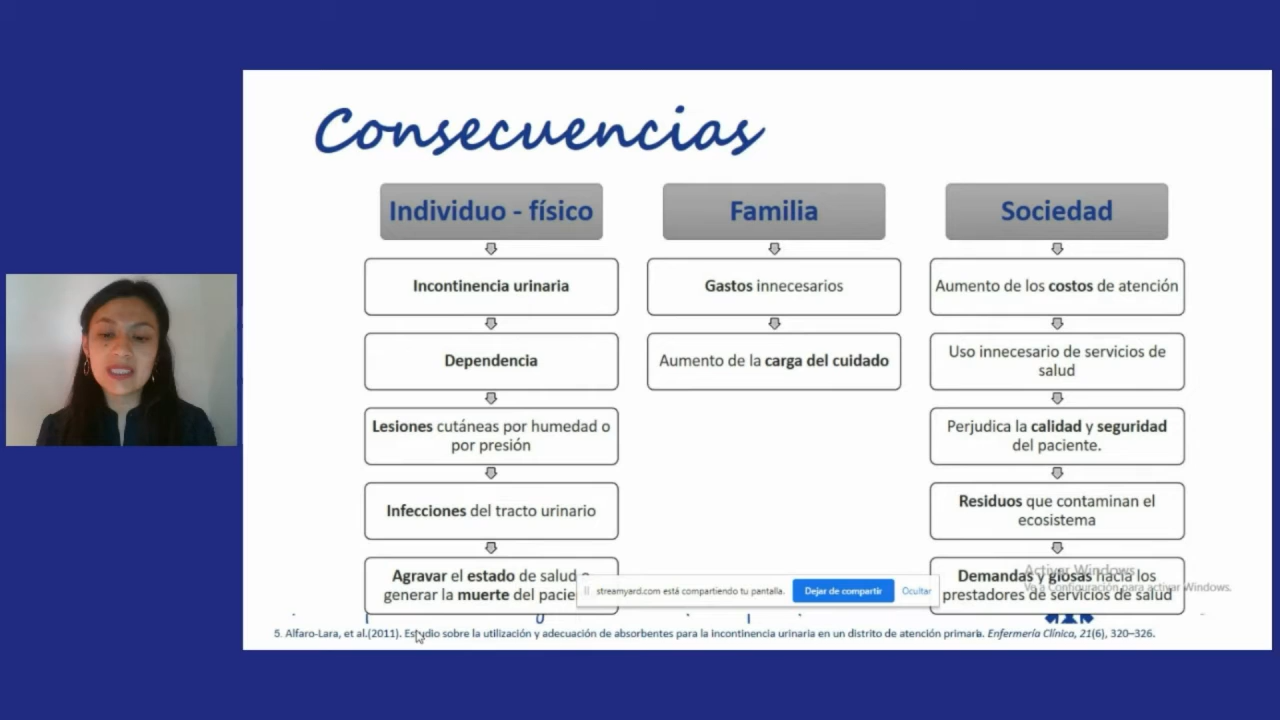 Consecuencias
Individuo - físico
Incontinencia urinaria
Dependencia
Lesiones cutáneas por humedad o
por presión
Infecciones del tracto urinario
Agravar el estado de salud
generar la muerte del
Familia
Gastos innecesarios
Aumento de la carga del cuidado
Sociedad
Aumento de los costos de atención
Uso innecesario de servicios de
salud
Perjudica la calidad y seguridad
del paciente.
Residuos que contaminan el
ecosistema
Demandas y glosas hacia los
prestadores de servicios de salud
streamyard.com está compartiendo tu pantalla.
Dejar de compartir
Ocultar
Activar Windows
Ve a Configuración para activar Windows.
5. Alfaro-Lara, et al.(2011). Estudio sobre la utilización y adecuación de absorbentes para la incontinencia urinaria en un distrito de atención primaria. Enfermería Clínica, 21(6), 320–326.